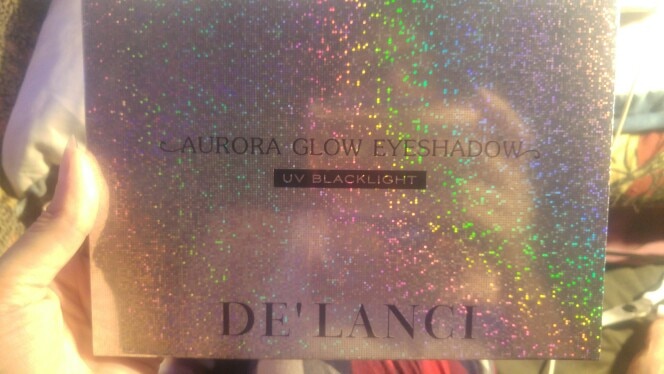 AURORA GLOW EYESHADOW
UV BLACKLIGHT
DE'LANCI